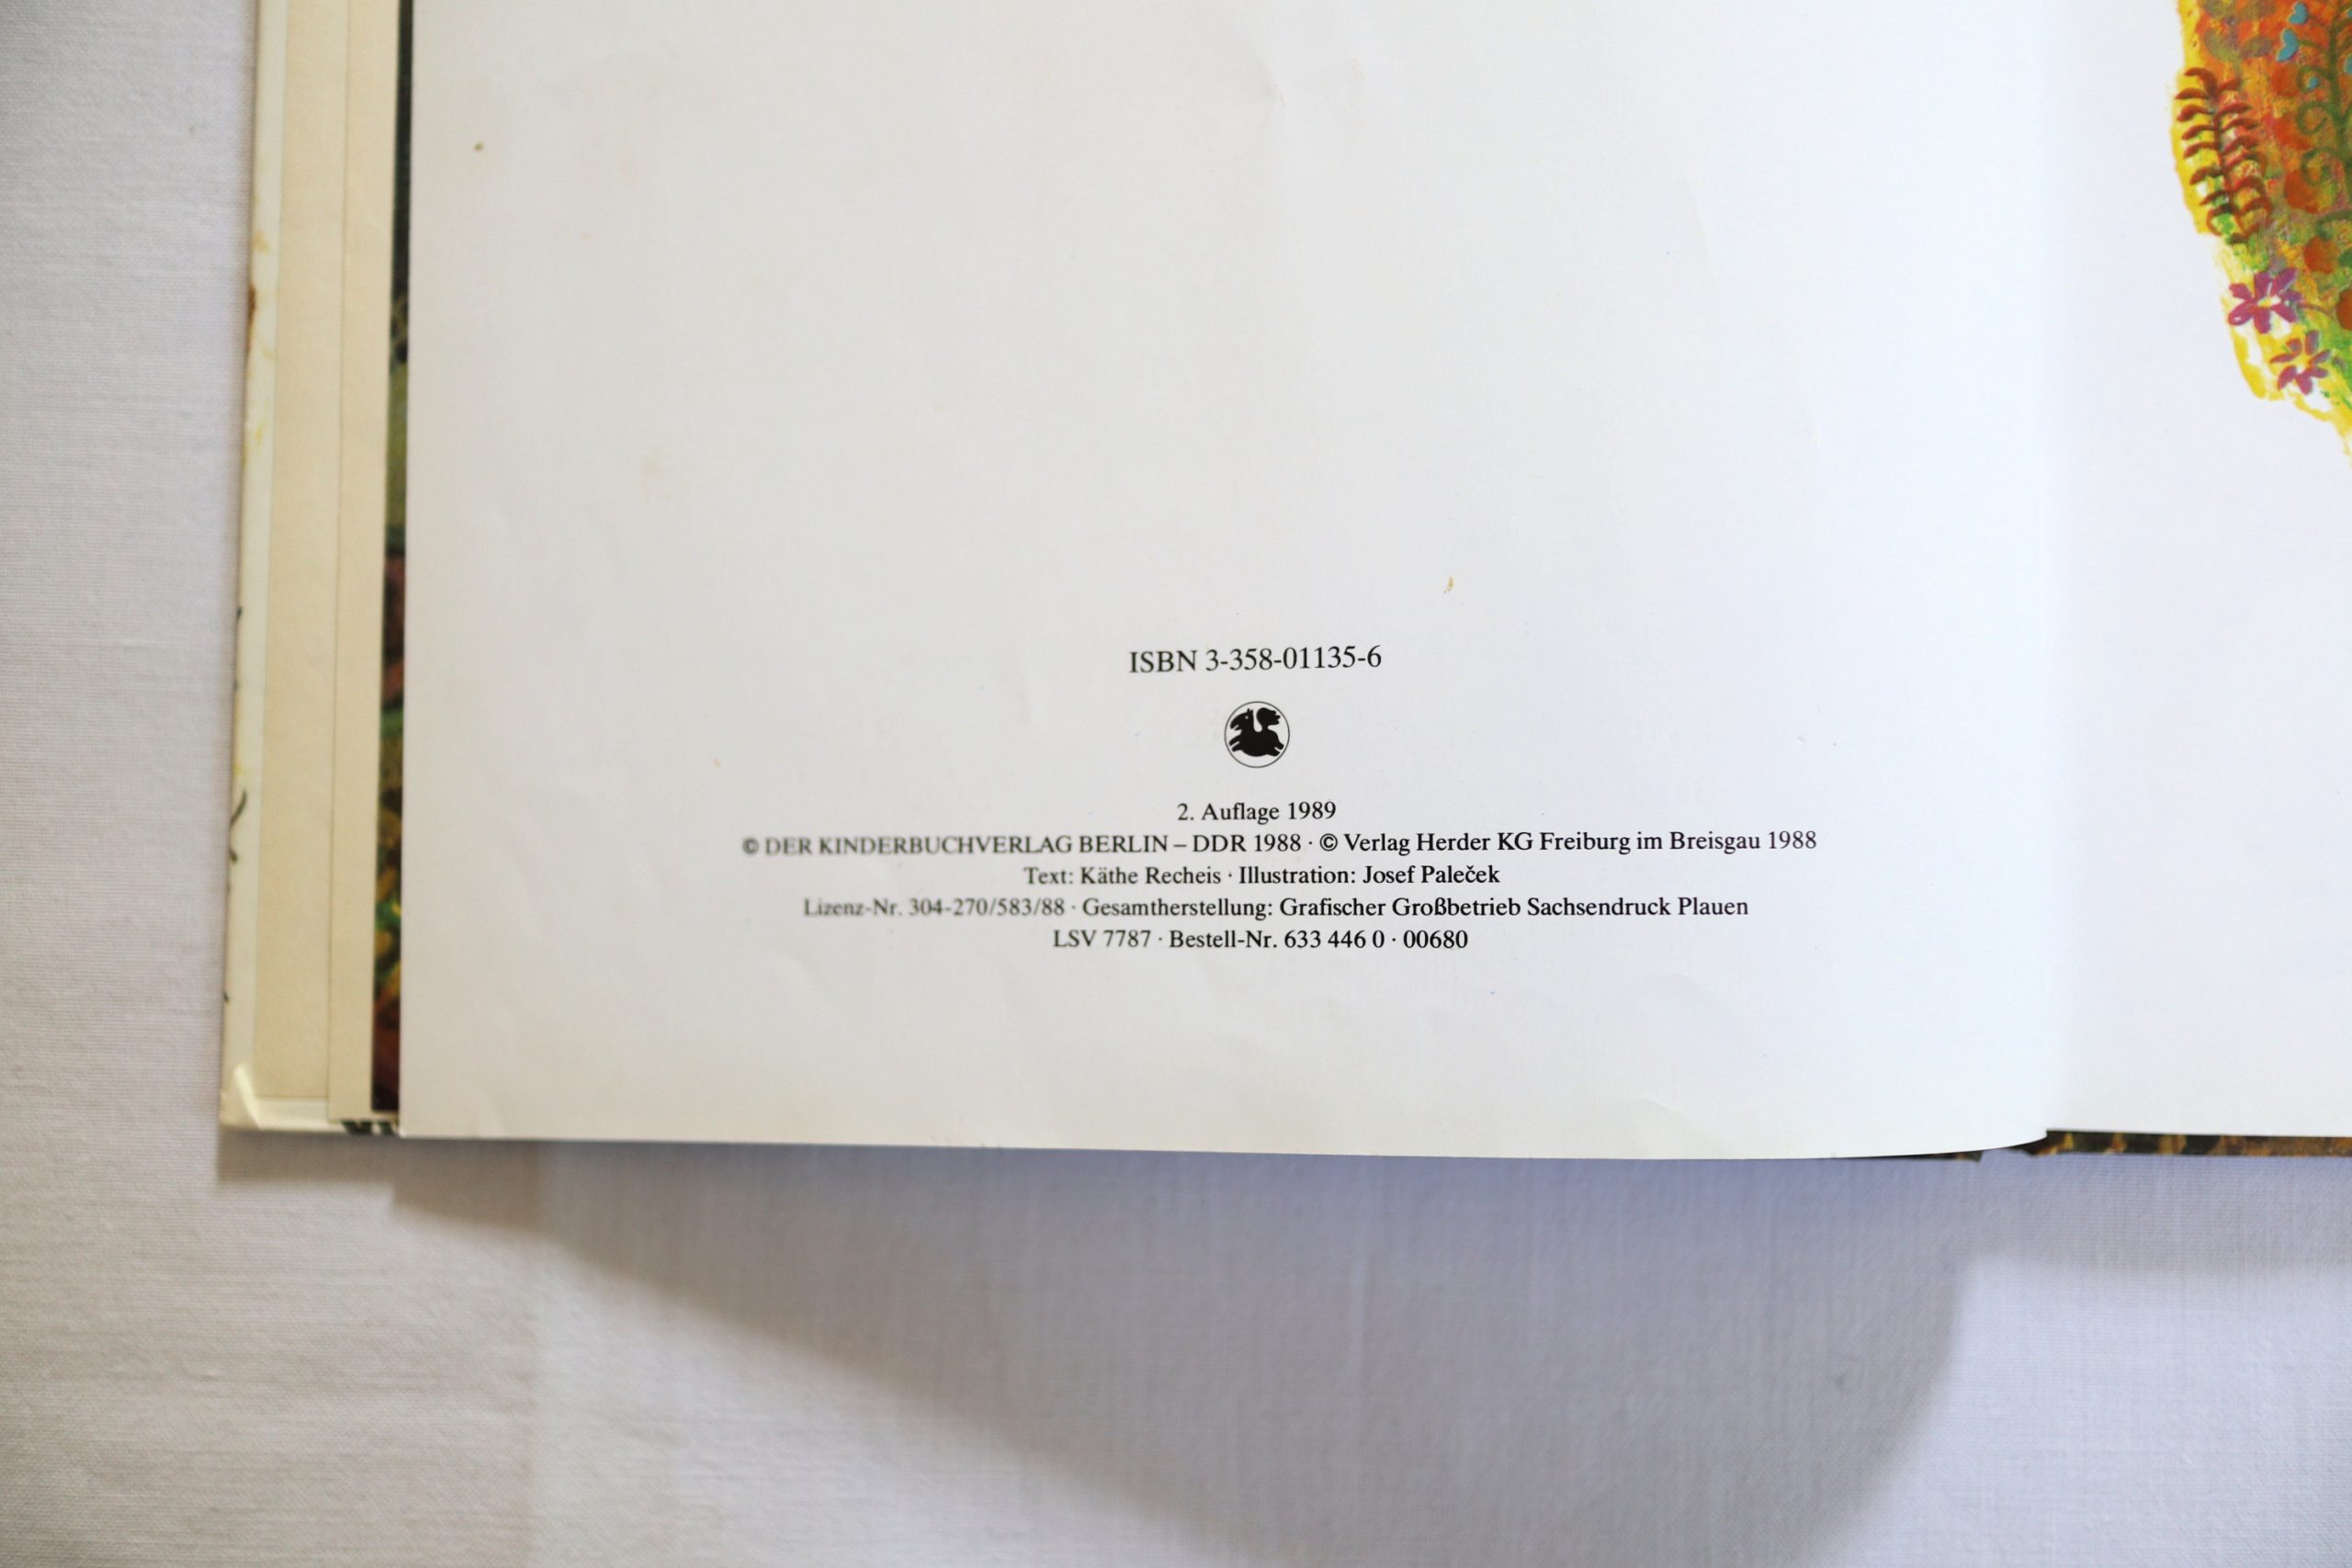 ISBN 3-358-01135-6
2. Auflage 1989
© DER KINDERBUCHVERLAG BERLIN – DDR 1988 · © Verlag Herder KG Freiburg im Breisgau 1988
Text: Käthe Recheis · Illustration: Josef Paleček
Lizenz-Nr. 304-270/583/88 · Gesamtherstellung: Grafischer Großbetrieb Sachsendruck Plauen
LSV 7787 · Bestell-Nr. 633 446 0 · 00680